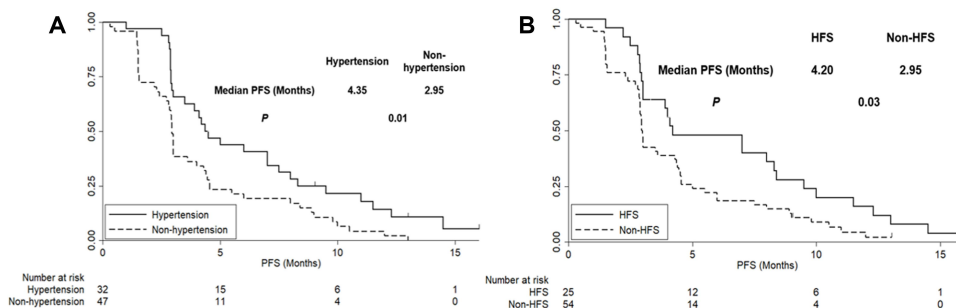 A
1.00
0.75
0.50
0.25
0.00
Hypertension
Non-
hypertension
Median PFS (Months) 4.35 2.95
P 0.01
Hypertension
Non-hypertension
0 5 10 15
PFS (Months)
Number at risk
Hypertension 32 15 6 1
Non-hypertension 47 11 4 0
B
1.00
0.75
0.50
0.25
0.00
HFS Non-HFS
Median PFS (Months) 4.20 2.95
P 0.03
HFS
Non-HFS
0 5 10 15
PFS (Months)
Number at risk
HFS 25 12 6 1
Non-HFS 54 14 4 0